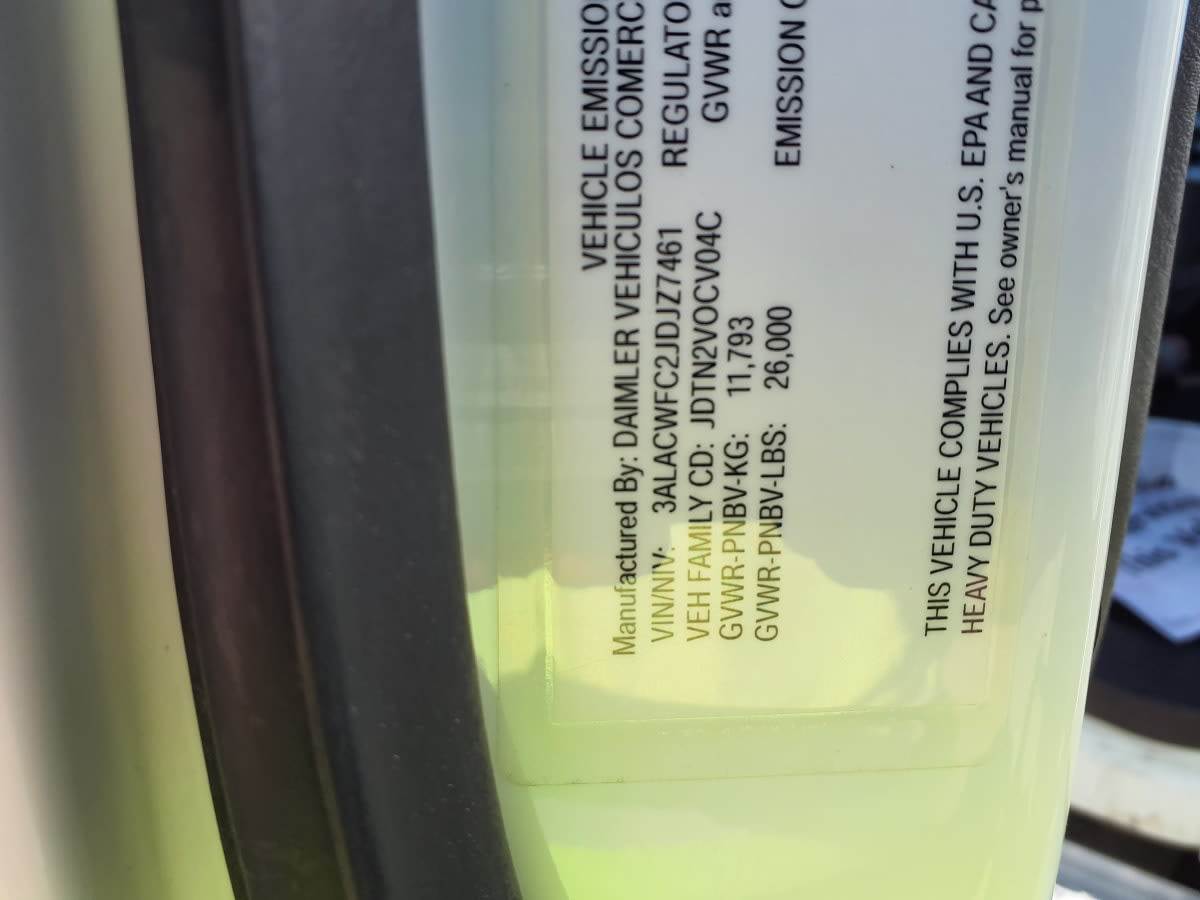 VEHICLE EMISSIO
Manufactured By: DAIMLER VEHICULOS COMERC
VIN/NIV: 3ALACWFC2JDJZ7461 REGULATO
VEH FAMILY CD: JDTN2VOCV04C GVWR a
GVWR-PNBV-KG: 11,793
GVWR-PNBV-LBS: 26,000 EMISSION C
THIS VEHICLE COMPLIES WITH U.S. EPA AND CA
HEAVY DUTY VEHICLES. See owner's manual for p